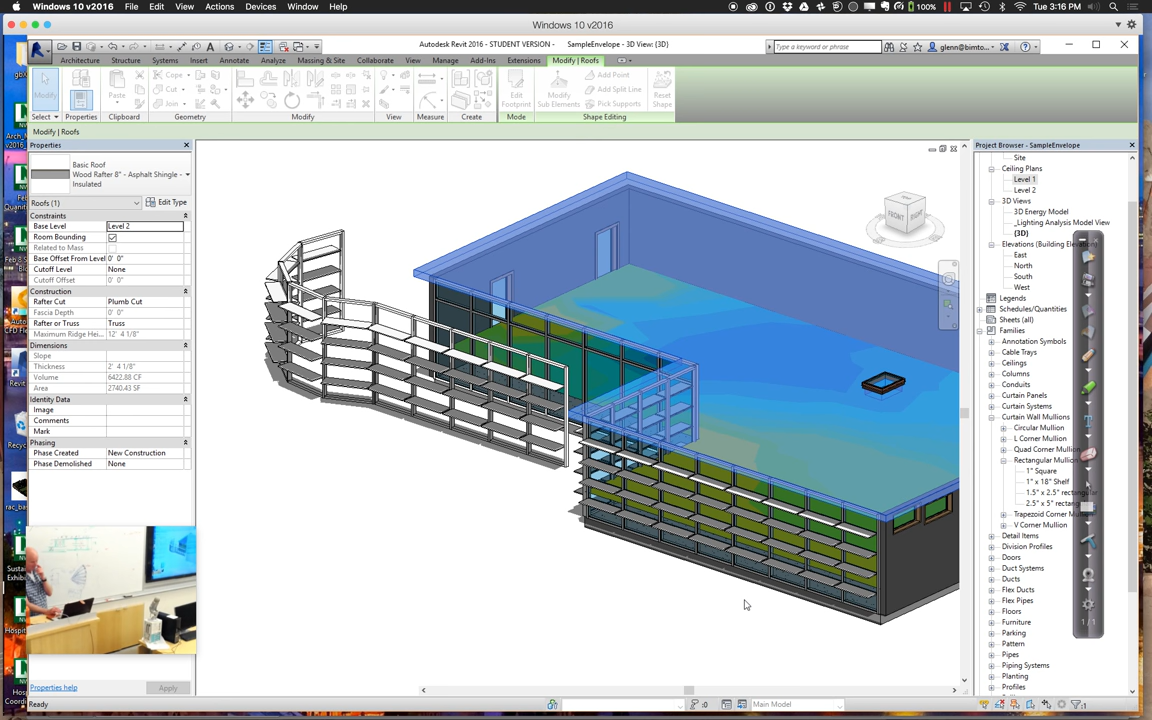 Windows 10 v2016 File Edit View Actions Devices Window Help
100% Tue 3:16 PM
Windows 10 v2016
Autodesk Revit 2016 - STUDENT VERSION - SampleEnvelope - 3D View: {3D}
Type a keyword or phrase
glenn@bimto...
Architecture Structure Systems Insert Annotate Analyze Massing & Site Collaborate View Manage Add-Ins Extensions Modify | Roofs
Modify
Paste
Cope
Cut
Join
Edit Footprint
Modify Sub Elements
Add Point
Add Split Line
Pick Supports
Reset Shape
Select Properties Clipboard Geometry Modify View Measure Create Mode Shape Editing
Modify | Roofs
Properties
Basic Roof
Wood Rafter 8" - Asphalt Shingle - Insulated
Roofs (1)
Edit Type
Constraints
Base Level Level 2
Room Bounding
Related to Mass
Base Offset From Level 0' 0"
Cutoff Level None
Cutoff Offset 0' 0"
Construction
Rafter Cut Plumb Cut
Fascia Depth 0' 0"
Rafter or Truss Truss
Maximum Ridge Hei... 12' 4 1/8"
Dimensions
Slope
Thickness 2' 4 1/8"
Volume 6422.88 CF
Area 2740.43 SF
Identity Data
Image
Comments
Mark
Phasing
Phase Created New Construction
Phase Demolished None
Properties help
Apply
FRONT
RIGHT
Project Browser - SampleEnvelope
Site
Ceiling Plans
Level 1
Level 2
3D Views
3D Energy Model
_Lighting Analysis Model View
{3D}
Elevations (Building Elevation)
East
North
South
West
Legends
Schedules/Quantities
Sheets (all)
Families
Annotation Symbols
Cable Trays
Ceilings
Columns
Conduits
Curtain Panels
Curtain Systems
Curtain Wall Mullions
Circular Mullion
L Corner Mullion
Quad Corner Mullion
Rectangular Mullion
1" Square
1" x 18" Shelf
1.5" x 2.5" rectangular
2.5" x 5" rectang
Trapezoid Corner Mullion
V Corner Mullion
Detail Items
Division Profiles
Doors
Duct Systems
Ducts
Flex Ducts
Flex Pipes
Floors
Furniture
Parking
Pattern
Pipes
Piping Systems
Planting
Profiles
1 / 1
Ready
:0
Main Model
:1